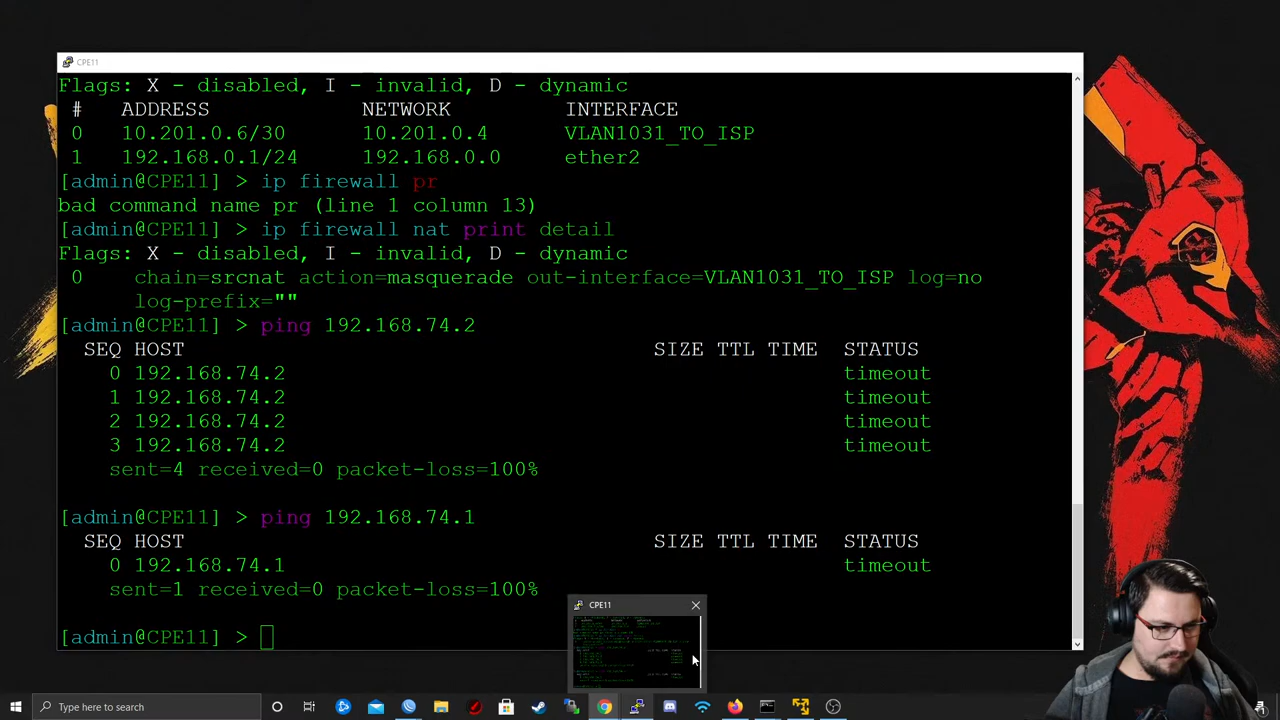 CPE11
Flags: X - disabled, I - invalid, D - dynamic
# ADDRESS NETWORK INTERFACE
0 10.201.0.6/30 10.201.0.4 VLAN1031_TO_ISP
1 192.168.0.1/24 192.168.0.0 ether2
[admin@CPE11] > ip firewall pr
bad command name pr (line 1 column 13)
[admin@CPE11] > ip firewall nat print detail
Flags: X - disabled, I - invalid, D - dynamic
0 chain=srcnat action=masquerade out-interface=VLAN1031_TO_ISP log=no
log-prefix=""
[admin@CPE11] > ping 192.168.74.2
SEQ HOST SIZE TTL TIME STATUS
0 192.168.74.2 timeout
1 192.168.74.2 timeout
2 192.168.74.2 timeout
3 192.168.74.2 timeout
sent=4 received=0 packet-loss=100%
[admin@CPE11] > ping 192.168.74.1
SEQ HOST SIZE TTL TIME STATUS
0 192.168.74.1 timeout
sent=1 received=0 packet-loss=100%
[admin@CPE11] >
CPE11
Type here to search